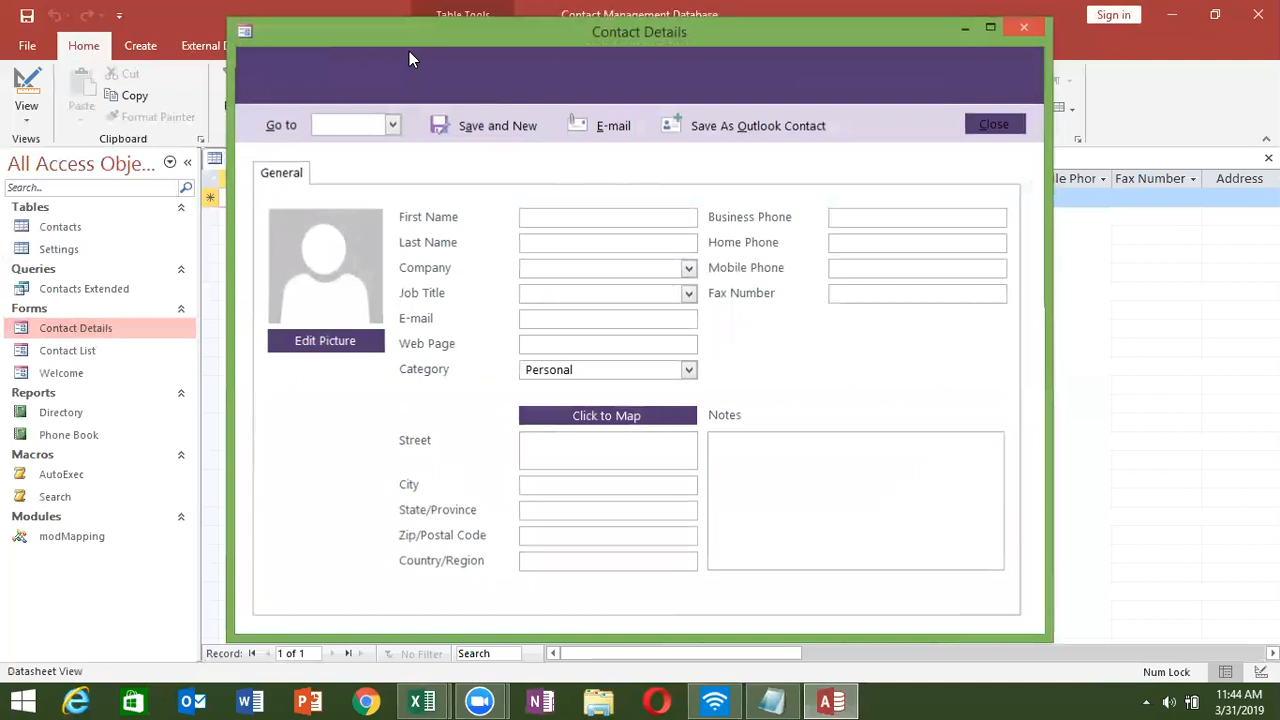 Table Tools
Contact Management Database
Sign in
File
Home
Create
External D
View
Cut
Copy
Paste
Format Painter
Views
Clipboard
All Access Obje...
Search...
Tables
Contacts
Settings
Queries
Contacts Extended
Forms
Contact Details
Contact List
Welcome
Reports
Directory
Phone Book
Macros
AutoExec
Search
Modules
modMapping
Contact Details
Go to
Save and New
E-mail
Save As Outlook Contact
Close
General
Edit Picture
First Name
Last Name
Company
Job Title
E-mail
Web Page
Category
Personal
Business Phone
Home Phone
Mobile Phone
Fax Number
Click to Map
Notes
Street
City
State/Province
Zip/Postal Code
Country/Region
le Phor
Fax Number
Address
Record:
1 of 1
No Filter
Search
Datasheet View
Num Lock
11:44 AM
3/31/2019